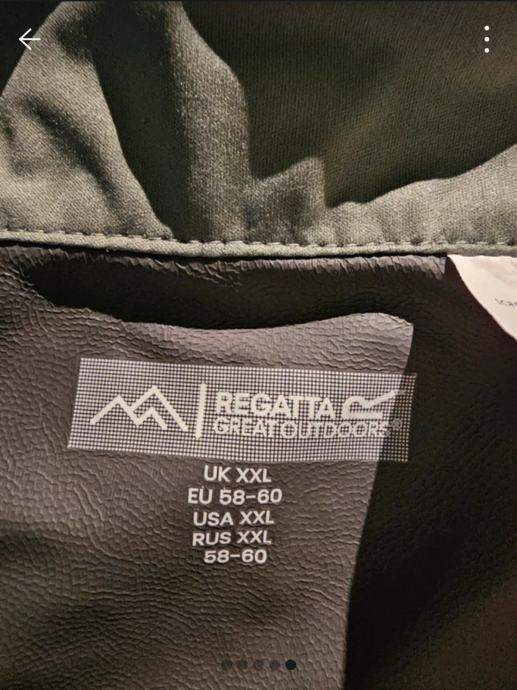 REGATTA
GREAT OUTDOORS®
UK XXL
EU 58-60
USA XXL
RUS XXL
58-60